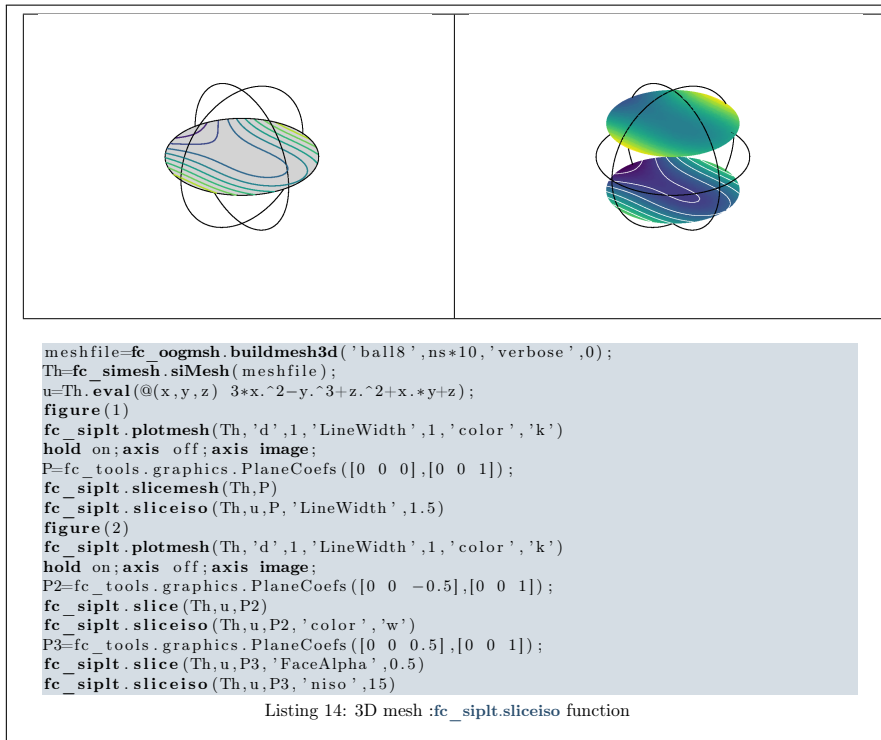 meshfile=fc_oogmsh.buildmesh3d('ball8',ns*10,'verbose',0);
Th=fc_simesh.siMesh(meshfile);
u=Th.eval(@(x,y,z) 3*x.^2-y.^3+z.^2+x.*y+z);
figure(1)
fc_siplt.plotmesh(Th,'d',1,'LineWidth',1,'color','k')
hold on;axis off;axis image;
P=fc_tools.graphics.PlaneCoefs([0 0 0],[0 0 1]);
fc_siplt.slicemesh(Th,P)
fc_siplt.sliceiso(Th,u,P,'LineWidth',1.5)
figure(2)
fc_siplt.plotmesh(Th,'d',1,'LineWidth',1,'color','k')
hold on;axis off;axis image;
P2=fc_tools.graphics.PlaneCoefs([0 0 -0.5],[0 0 1]);
fc_siplt.slice(Th,u,P2)
fc_siplt.sliceiso(Th,u,P2,'color','w')
P3=fc_tools.graphics.PlaneCoefs([0 0 0.5],[0 0 1]);
fc_siplt.slice(Th,u,P3,'FaceAlpha',0.5)
fc_siplt.sliceiso(Th,u,P3,'niso',15)
Listing 14: 3D mesh :fc_siplt.sliceiso function